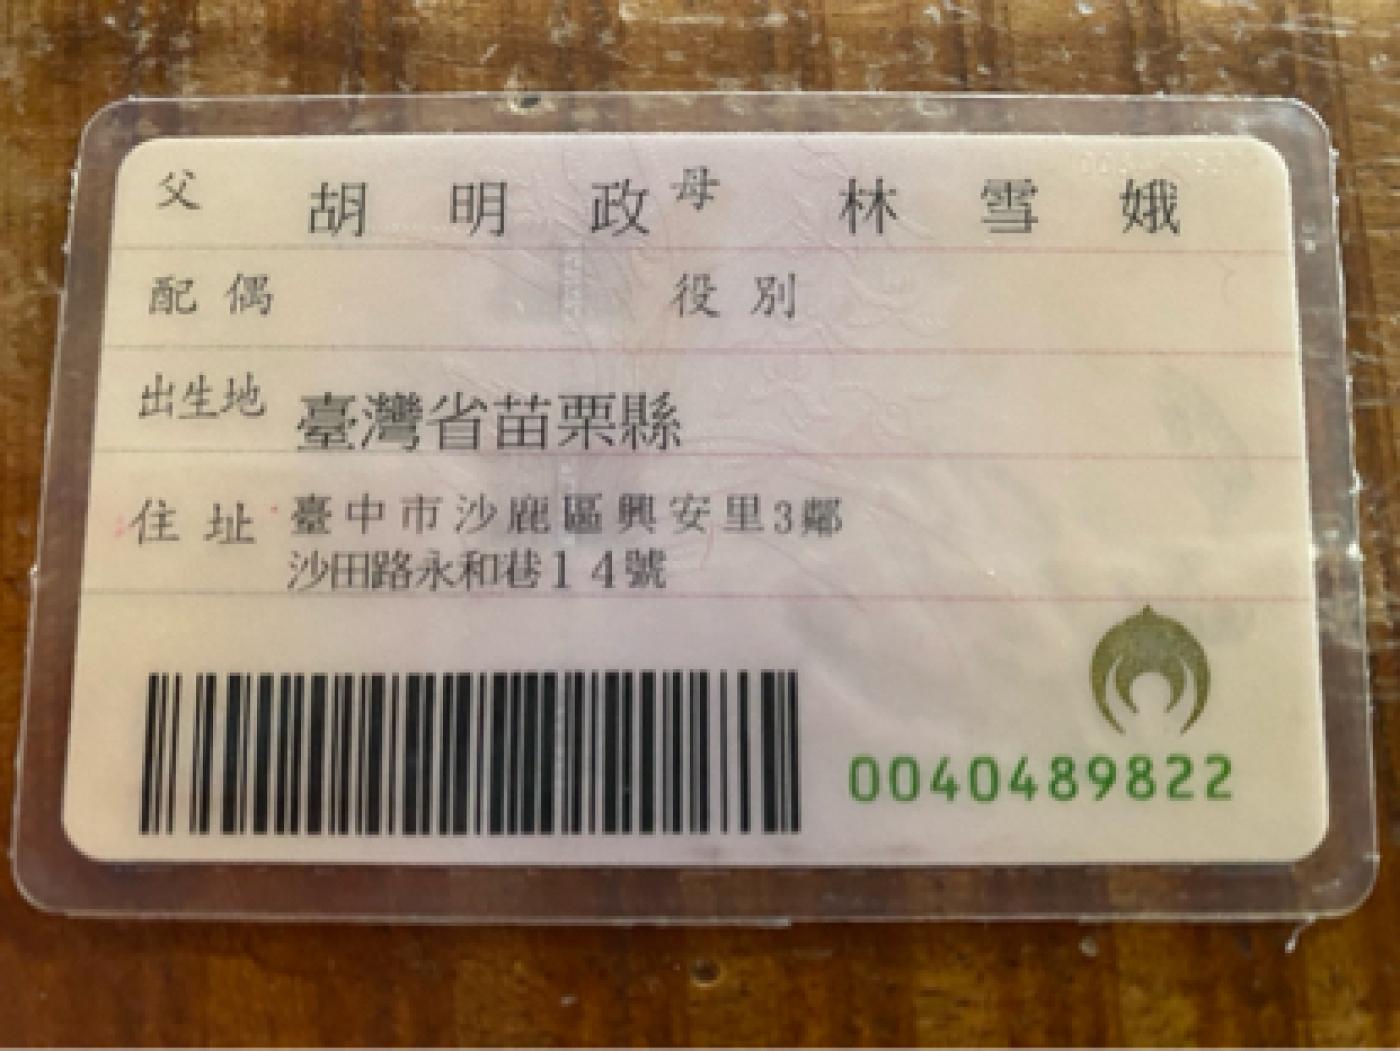 父 胡明政 母 林雪娥
配偶 役別
出生地 臺灣省苗栗縣
住址 臺中市沙鹿區興安里3鄰
沙田路永和巷14號
0040489822